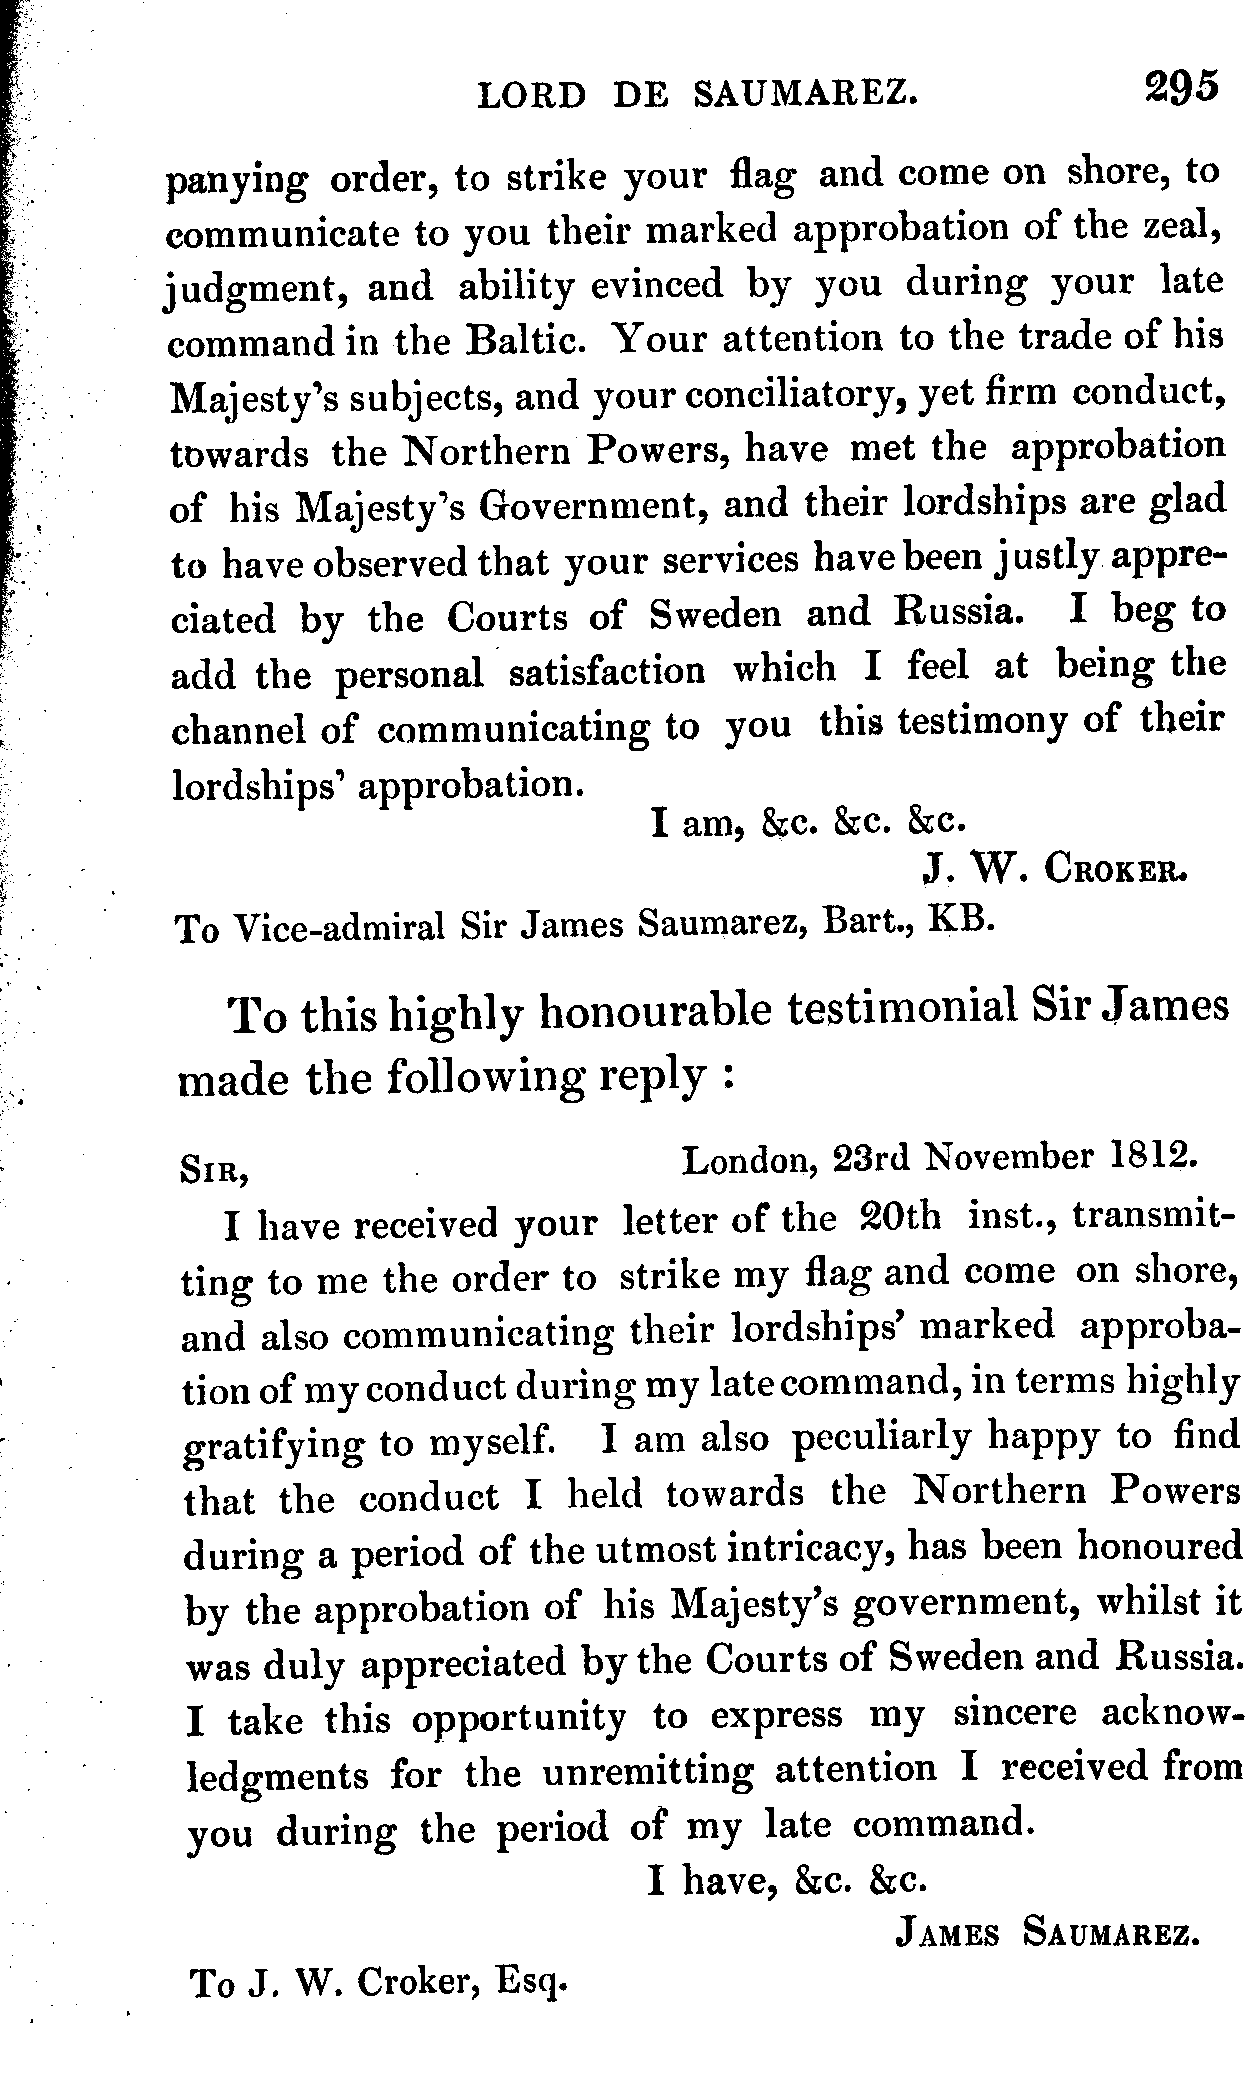 LORD DE SAUMAREZ. 295
panying order, to strike your flag and come on shore, to
communicate to you their marked approbation of the zeal,
judgment, and ability evinced by you during your late
command in the Baltic. Your attention to the trade of his
Majesty's subjects, and your conciliatory, yet firm conduct,
towards the Northern Powers, have met the approbation
of his Majesty's Government, and their lordships are glad
to have observed that your services have been justly appre-
ciated by the Courts of Sweden and Russia. I beg to
add the personal satisfaction which I feel at being the
channel of communicating to you this testimony of their
lordships' approbation.
I am, &c. &c. &c.
J. W. CROKER.
To Vice-admiral Sir James Saumarez, Bart., KB.
To this highly honourable testimonial Sir James
made the following reply :
SIR, London, 23rd November 1812.
I have received your letter of the 20th inst., transmit-
ting to me the order to strike my flag and come on shore,
and also communicating their lordships' marked approba-
tion of my conduct during my late command, in terms highly
gratifying to myself. I am also peculiarly happy to find
that the conduct I held towards the Northern Powers
during a period of the utmost intricacy, has been honoured
by the approbation of his Majesty's government, whilst it
was duly appreciated by the Courts of Sweden and Russia.
I take this opportunity to express my sincere acknow-
ledgments for the unremitting attention I received from
you during the period of my late command.
I have, &c. &c.
JAMES SAUMAREZ.
To J. W. Croker, Esq.